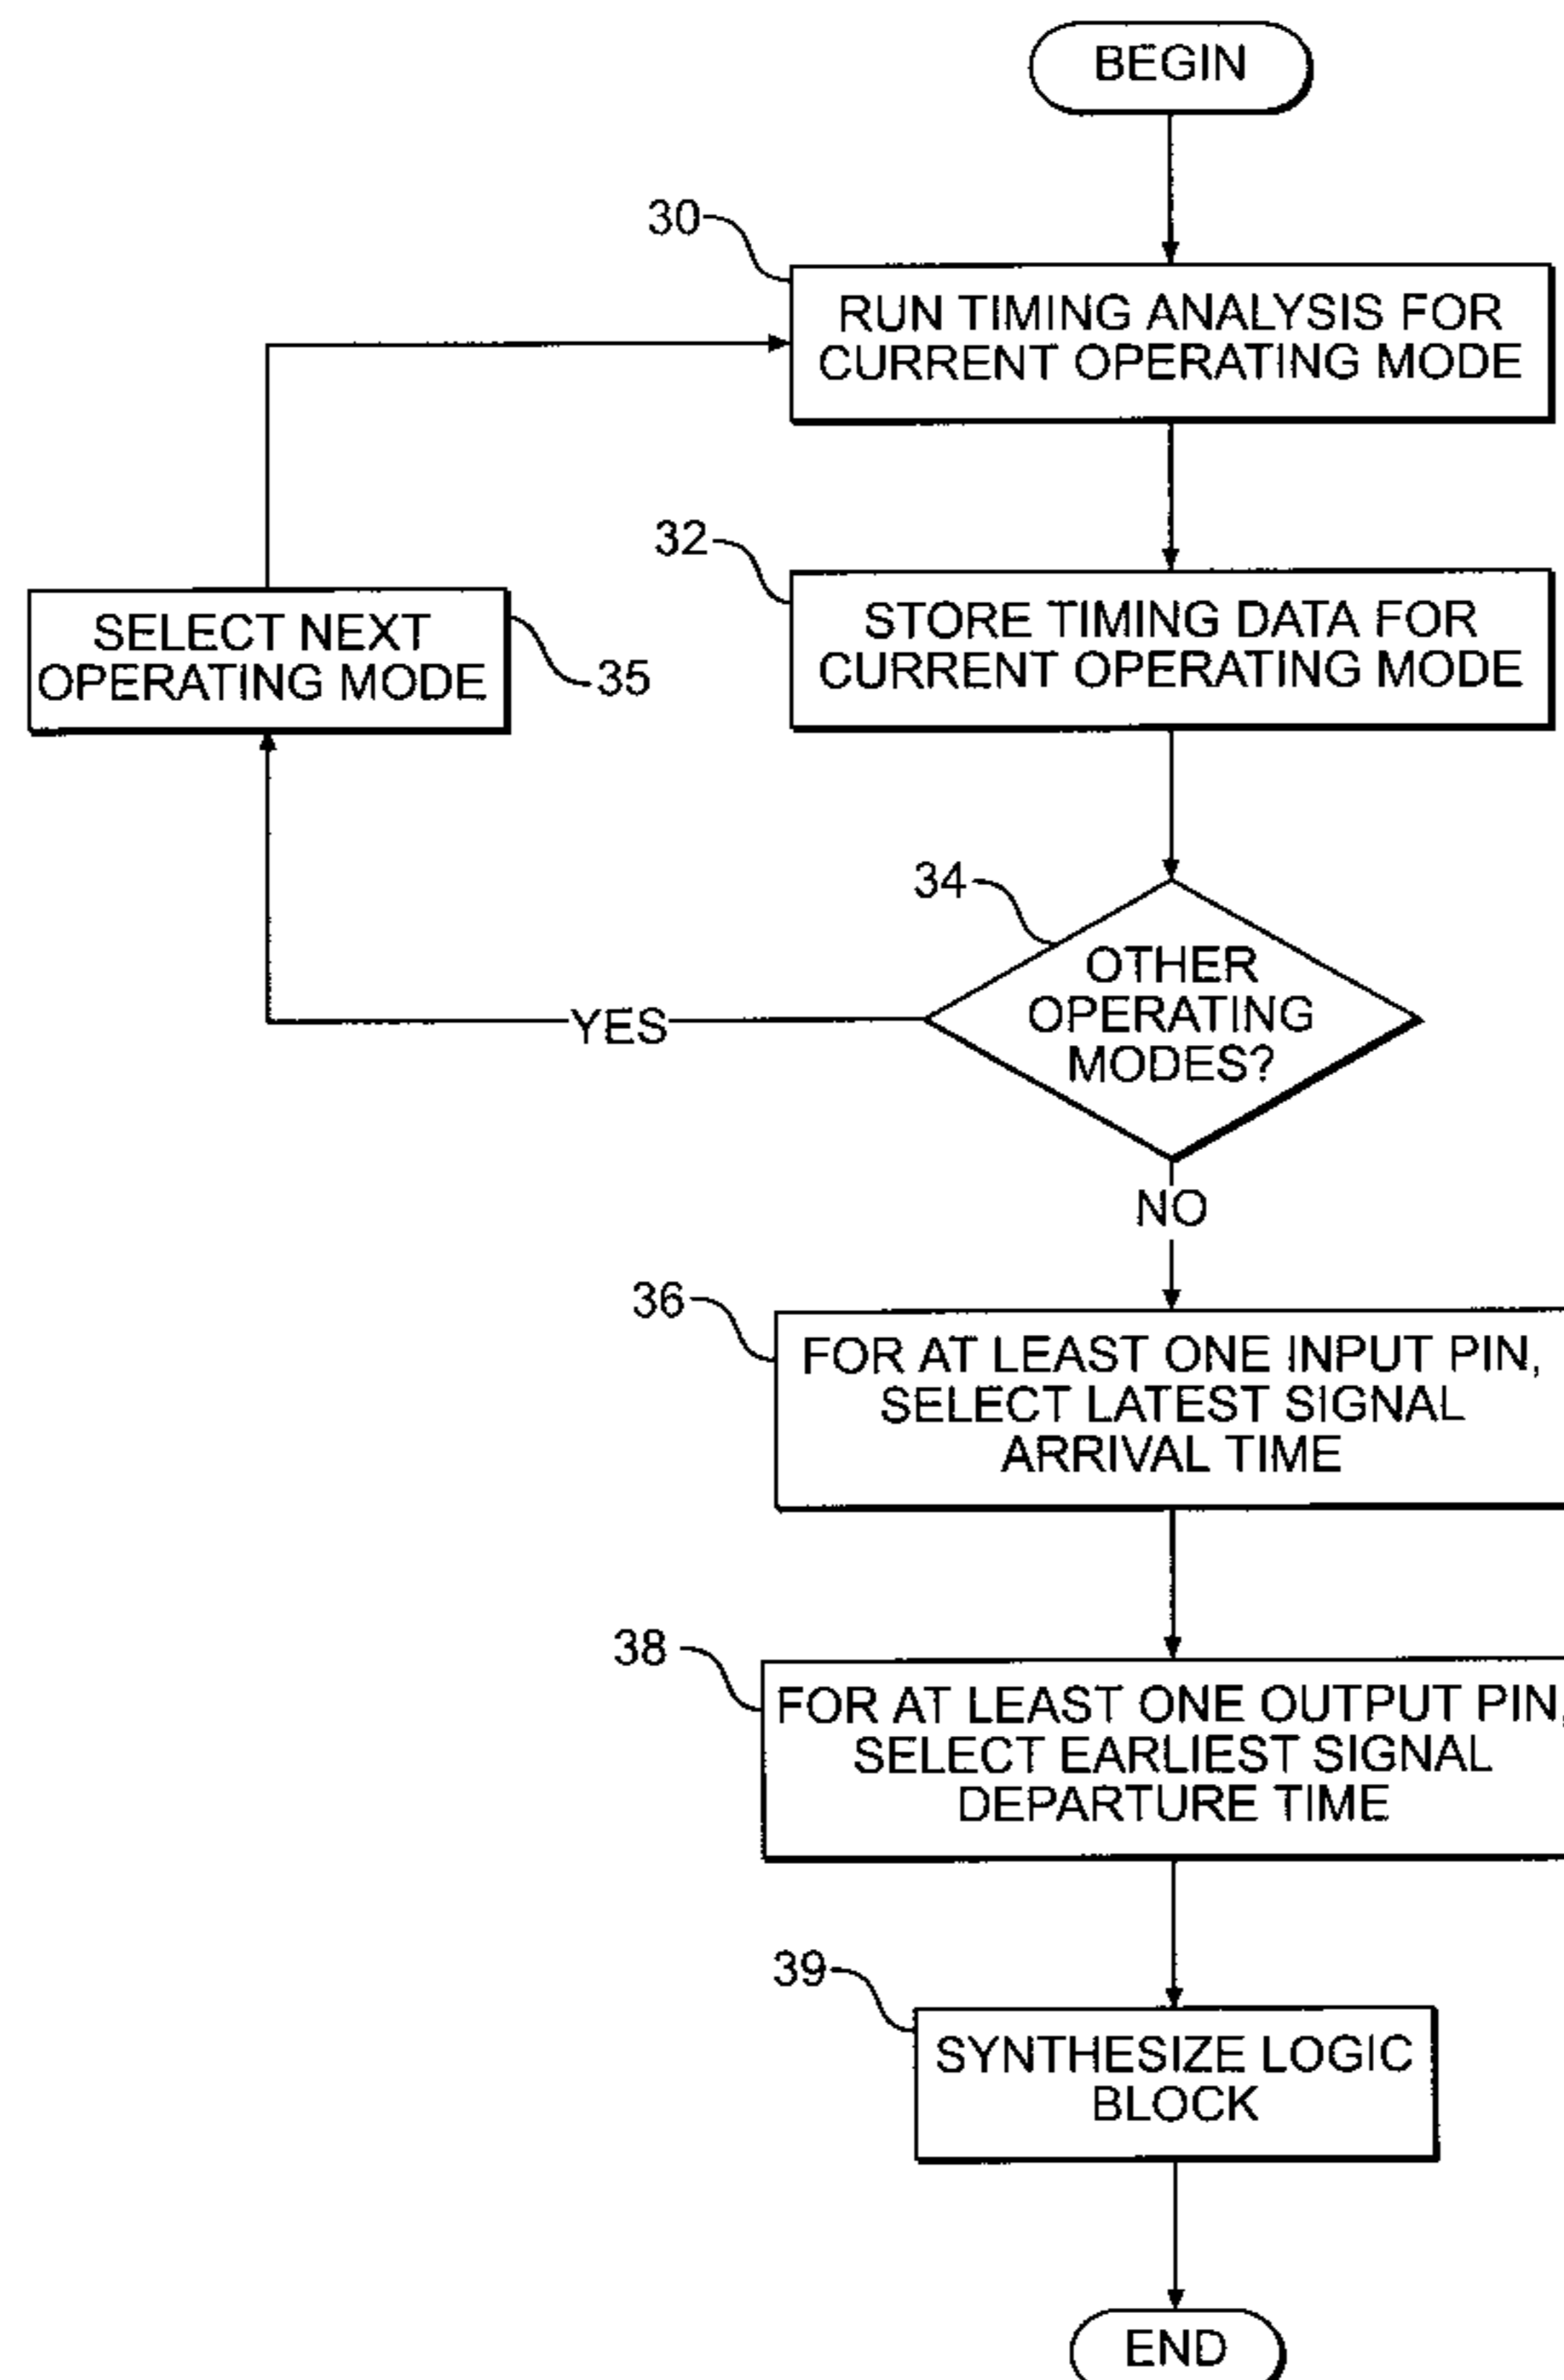 BEGIN
30
RUN TIMING ANALYSIS FOR
CURRENT OPERATING MODE
32
STORE TIMING DATA FOR
CURRENT OPERATING MODE
SELECT NEXT
OPERATING MODE
35
34
OTHER
OPERATING
MODES?
YES
NO
36
FOR AT LEAST ONE INPUT PIN,
SELECT LATEST SIGNAL
ARRIVAL TIME
38
FOR AT LEAST ONE OUTPUT PIN,
SELECT EARLIEST SIGNAL
DEPARTURE TIME
39
SYNTHESIZE LOGIC
BLOCK
END